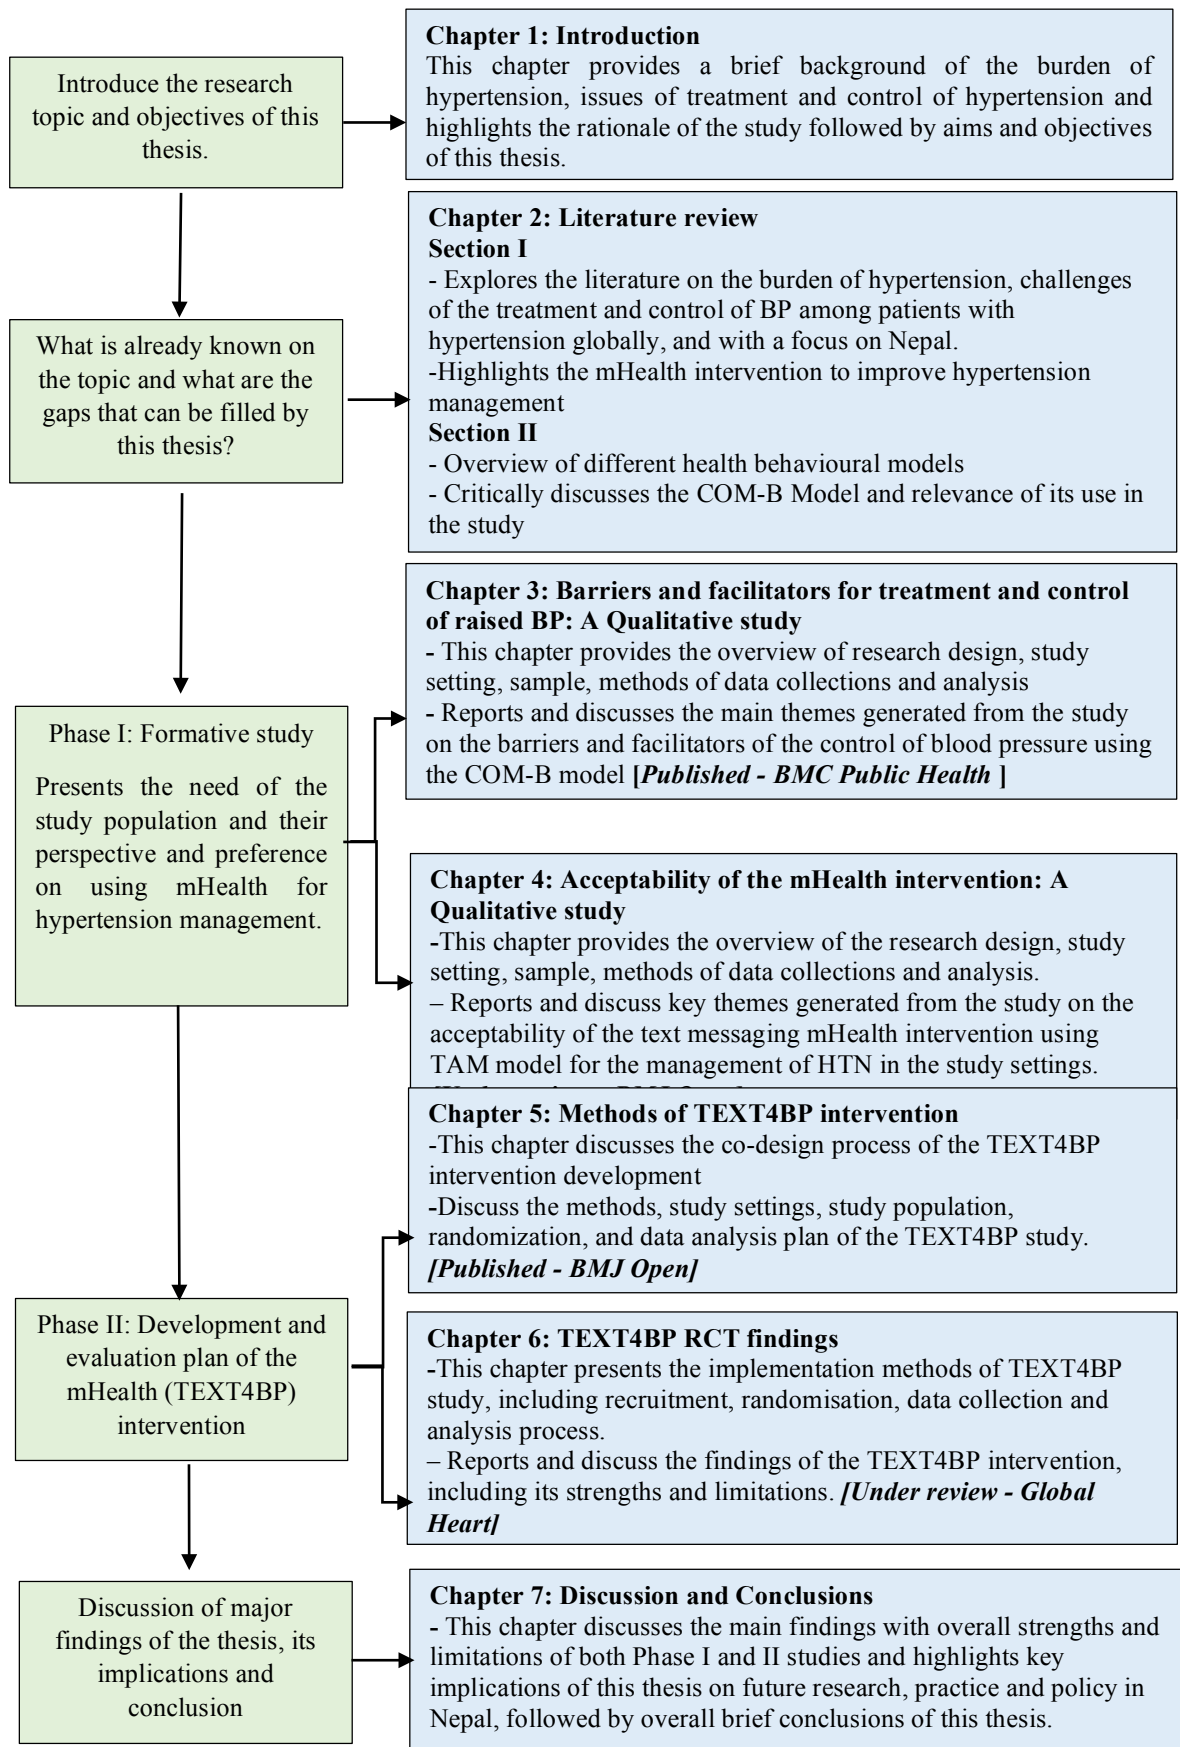 Introduce the research
topic and objectives of this
thesis.
Chapter 1: Introduction
This chapter provides a brief background of the burden of
hypertension, issues of treatment and control of hypertension and
highlights the rationale of the study followed by aims and objectives
of this thesis.
What is already known on
the topic and what are the
gaps that can be filled by
this thesis?
Chapter 2: Literature review
Section I
- Explores the literature on the burden of hypertension, challenges
of the treatment and control of BP among patients with
hypertension globally, and with a focus on Nepal.
-Highlights the mHealth intervention to improve hypertension
management
Section II
- Overview of different health behavioural models
- Critically discusses the COM-B Model and relevance of its use in
the study
Phase I: Formative study
Presents the need of the
study population and their
perspective and preference
on using mHealth for
hypertension management.
Chapter 3: Barriers and facilitators for treatment and control
of raised BP: A Qualitative study
- This chapter provides the overview of research design, study
setting, sample, methods of data collections and analysis
- Reports and discusses the main themes generated from the study
on the barriers and facilitators of the control of blood pressure using
the COM-B model [Published - BMC Public Health ]
Chapter 4: Acceptability of the mHealth intervention: A
Qualitative study
-This chapter provides the overview of the research design, study
setting, sample, methods of data collections and analysis.
– Reports and discuss key themes generated from the study on the
acceptability of the text messaging mHealth intervention using
TAM model for the management of HTN in the study settings.
Phase II: Development and
evaluation plan of the
mHealth (TEXT4BP)
intervention
Chapter 5: Methods of TEXT4BP intervention
-This chapter discusses the co-design process of the TEXT4BP
intervention development
-Discuss the methods, study settings, study population,
randomization, and data analysis plan of the TEXT4BP study.
[Published - BMJ Open]
Chapter 6: TEXT4BP RCT findings
-This chapter presents the implementation methods of TEXT4BP
study, including recruitment, randomisation, data collection and
analysis process.
– Reports and discuss the findings of the TEXT4BP intervention,
including its strengths and limitations. [Under review - Global
Heart]
Discussion of major
findings of the thesis, its
implications and
conclusion
Chapter 7: Discussion and Conclusions
- This chapter discusses the main findings with overall strengths and
limitations of both Phase I and II studies and highlights key
implications of this thesis on future research, practice and policy in
Nepal, followed by overall brief conclusions of this thesis.